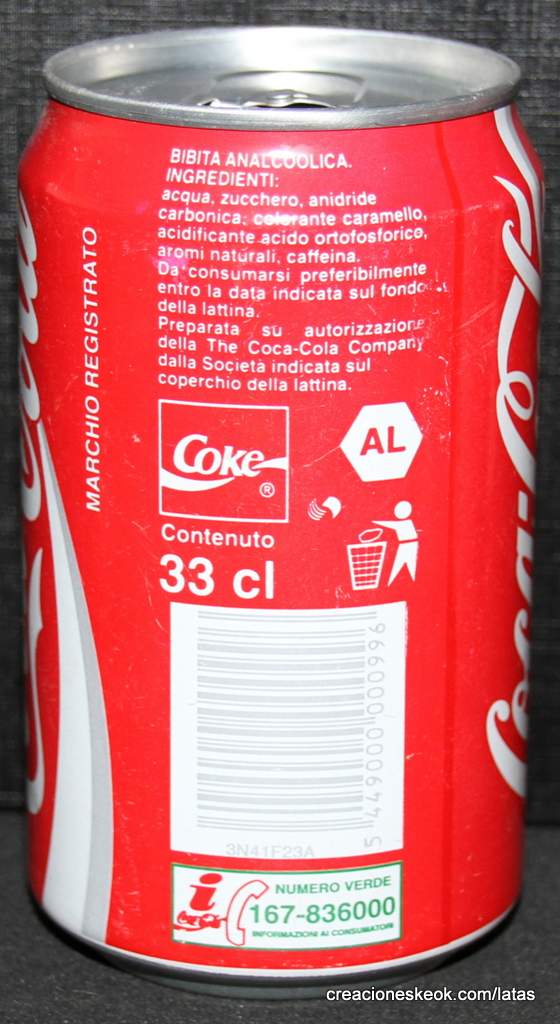 BIBITA ANALCOOLICA.
INGREDIENTI:
acqua, zucchero, anidride
carbonica, colorante caramello,
acidificante acido ortofosforico,
aromi naturali, caffeina.
Da consumarsi preferibilmente
entro la data indicata sul fondo
della lattina.
Preparata su autorizzazione
della The Coca-Cola Company
dalla Società indicata sul
coperchio della lattina.
MARCHIO REGISTRATO
Coke ®
AL
Contenuto
33 cl
5 449000 000996
3N41F23A
i
NUMERO VERDE
167-836000
INFORMAZIONI AI CONSUMATORI
Coca-Cola
creacioneskeok.com/latas